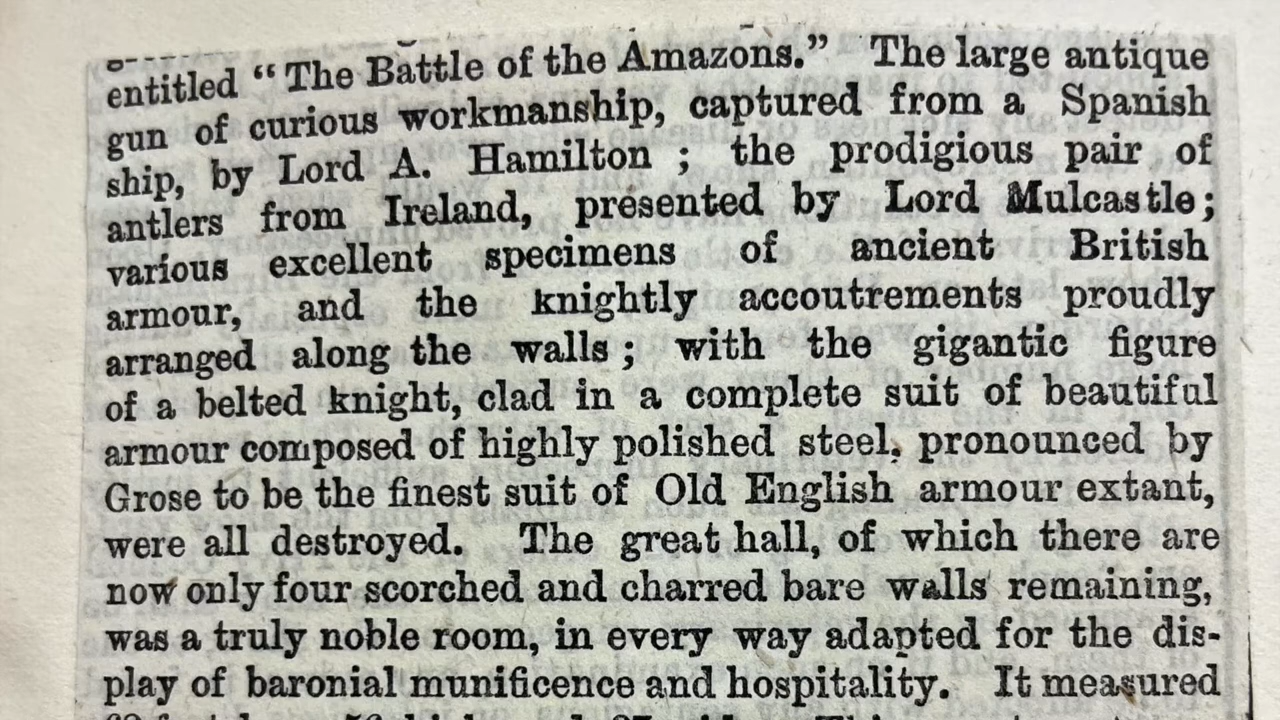 entitled “The Battle of the Amazons.” The large antique
gun of curious workmanship, captured from a Spanish
ship, by Lord A. Hamilton ; the prodigious pair of
antlers from Ireland, presented by Lord Mulcastle;
various excellent specimens of ancient British
armour, and the knightly accoutrements proudly
arranged along the walls ; with the gigantic figure
of a belted knight, clad in a complete suit of beautiful
armour composed of highly polished steel, pronounced by
Grose to be the finest suit of Old English armour extant,
were all destroyed. The great hall, of which there are
now only four scorched and charred bare walls remaining,
was a truly noble room, in every way adapted for the dis-
play of baronial munificence and hospitality. It measured